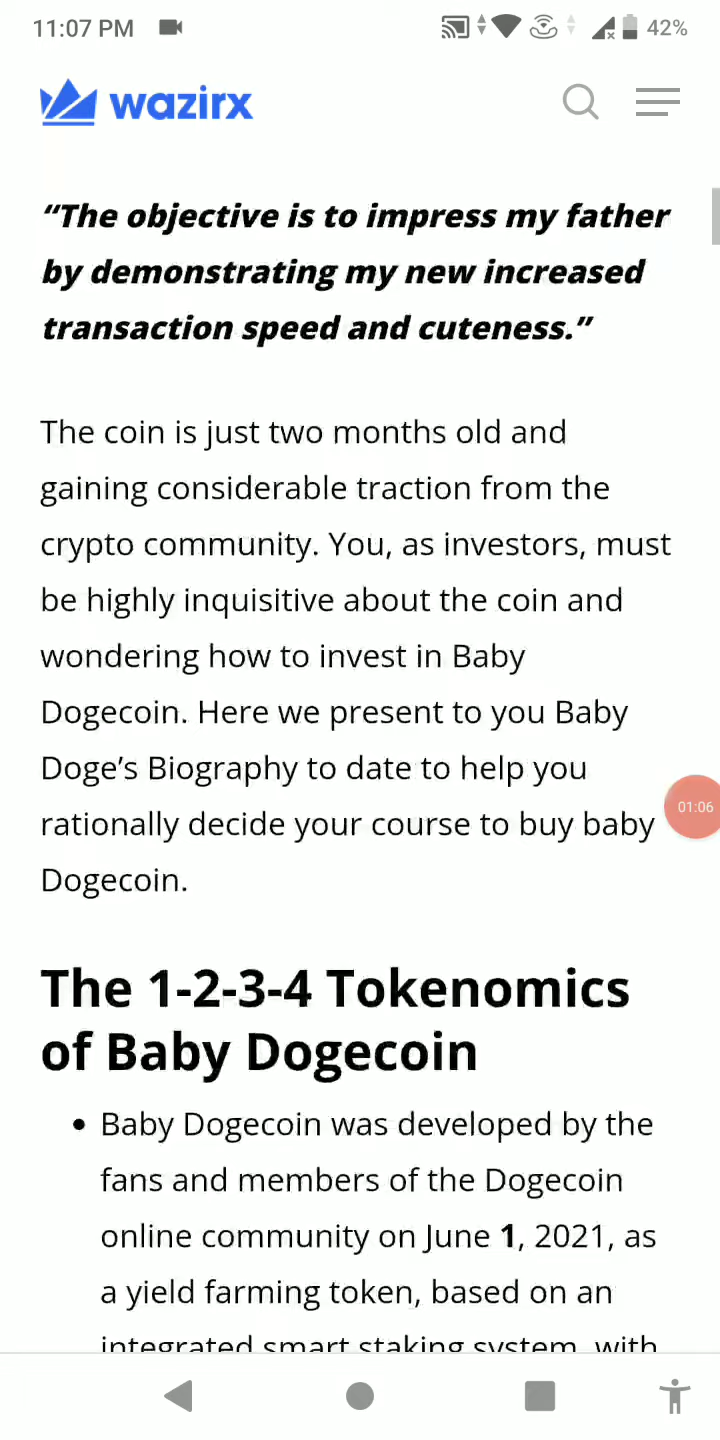 11:07 PM
42%
wazirx
“The objective is to impress my father
by demonstrating my new increased
transaction speed and cuteness.”
The coin is just two months old and
gaining considerable traction from the
crypto community. You, as investors, must
be highly inquisitive about the coin and
wondering how to invest in Baby
Dogecoin. Here we present to you Baby
Doge’s Biography to date to help you
rationally decide your course to buy baby
Dogecoin.
01:06
The 1-2-3-4 Tokenomics
of Baby Dogecoin
• Baby Dogecoin was developed by the
fans and members of the Dogecoin
online community on June 1, 2021, as
a yield farming token, based on an
integrated smart staking system, with